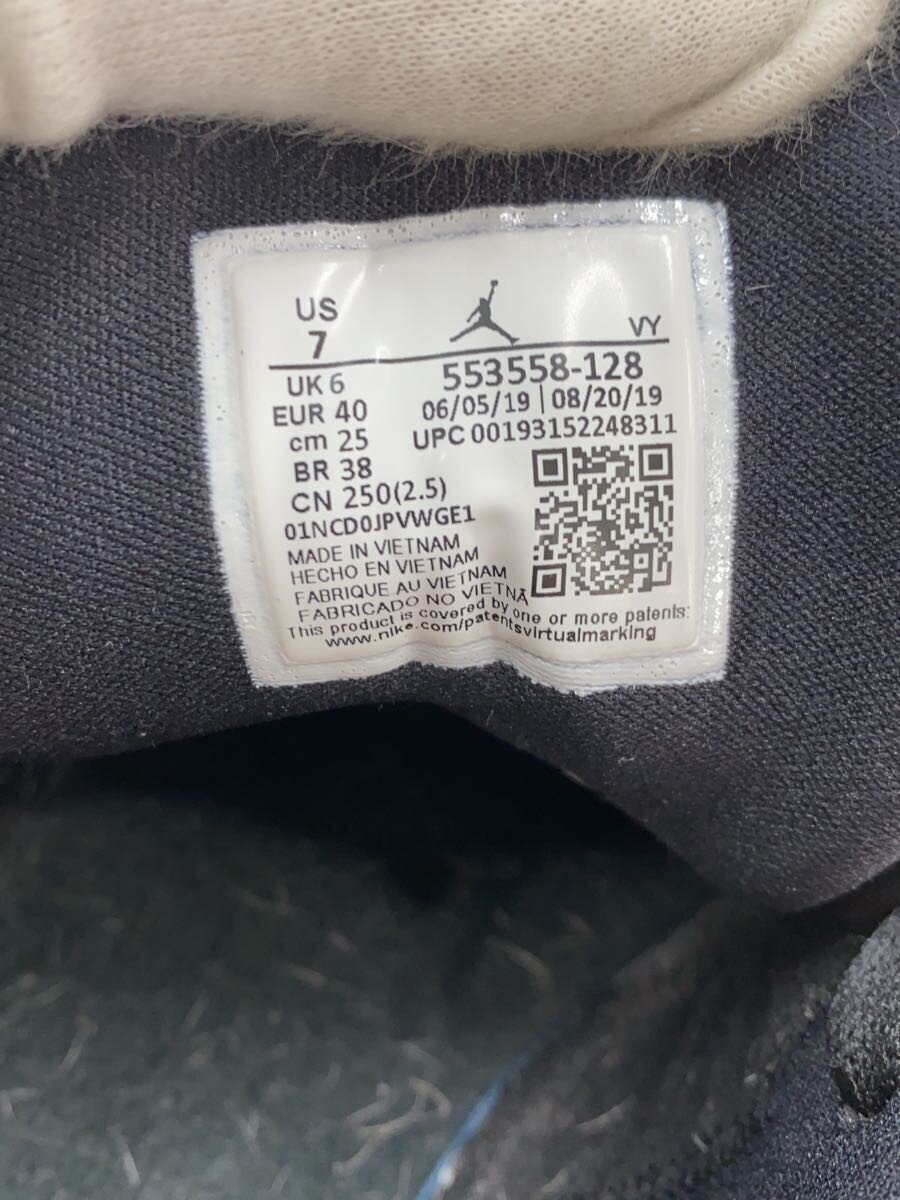 US
7
VY
UK 6
EUR 40
cm 25
BR 38
CN 250(2.5)
553558-128
06/05/19 | 08/20/19
UPC 00193152248311
01NCD0JPVWGE1
MADE IN VIETNAM
HECHO EN VIETNAM
FABRIQUE AU VIETNAM
FABRICADO NO VIETNÃ
This product is covered by one or more patents:
www.nike.com/patentsvirtualmarking